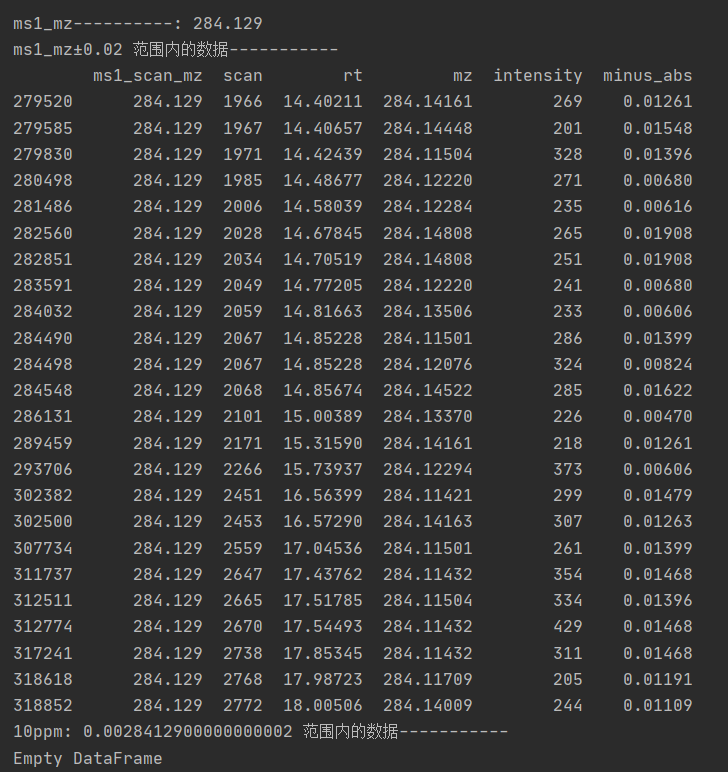 ms1_mz----------: 284.129
ms1_mz±0.02 范围内的数据-----------
ms1_scan_mz scan rt mz intensity minus_abs
279520 284.129 1966 14.40211 284.14161 269 0.01261
279585 284.129 1967 14.40657 284.14448 201 0.01548
279830 284.129 1971 14.42439 284.11504 328 0.01396
280498 284.129 1985 14.48677 284.12220 271 0.00680
281486 284.129 2006 14.58039 284.12284 235 0.00616
282560 284.129 2028 14.67845 284.14808 265 0.01908
282851 284.129 2034 14.70519 284.14808 251 0.01908
283591 284.129 2049 14.77205 284.12220 241 0.00680
284032 284.129 2059 14.81663 284.13506 233 0.00606
284490 284.129 2067 14.85228 284.11501 286 0.01399
284498 284.129 2067 14.85228 284.12076 324 0.00824
284548 284.129 2068 14.85674 284.14522 285 0.01622
286131 284.129 2101 15.00389 284.13370 226 0.00470
289459 284.129 2171 15.31590 284.14161 218 0.01261
293706 284.129 2266 15.73937 284.12294 373 0.00606
302382 284.129 2451 16.56399 284.11421 299 0.01479
302500 284.129 2453 16.57290 284.14163 307 0.01263
307734 284.129 2559 17.04536 284.11501 261 0.01399
311737 284.129 2647 17.43762 284.11432 354 0.01468
312511 284.129 2665 17.51785 284.11504 334 0.01396
312774 284.129 2670 17.54493 284.11432 429 0.01468
317241 284.129 2738 17.85345 284.11432 311 0.01468
318618 284.129 2768 17.98723 284.11709 205 0.01191
318852 284.129 2772 18.00506 284.14009 244 0.01109
10ppm: 0.0028412900000000002 范围内的数据-----------
Empty DataFrame